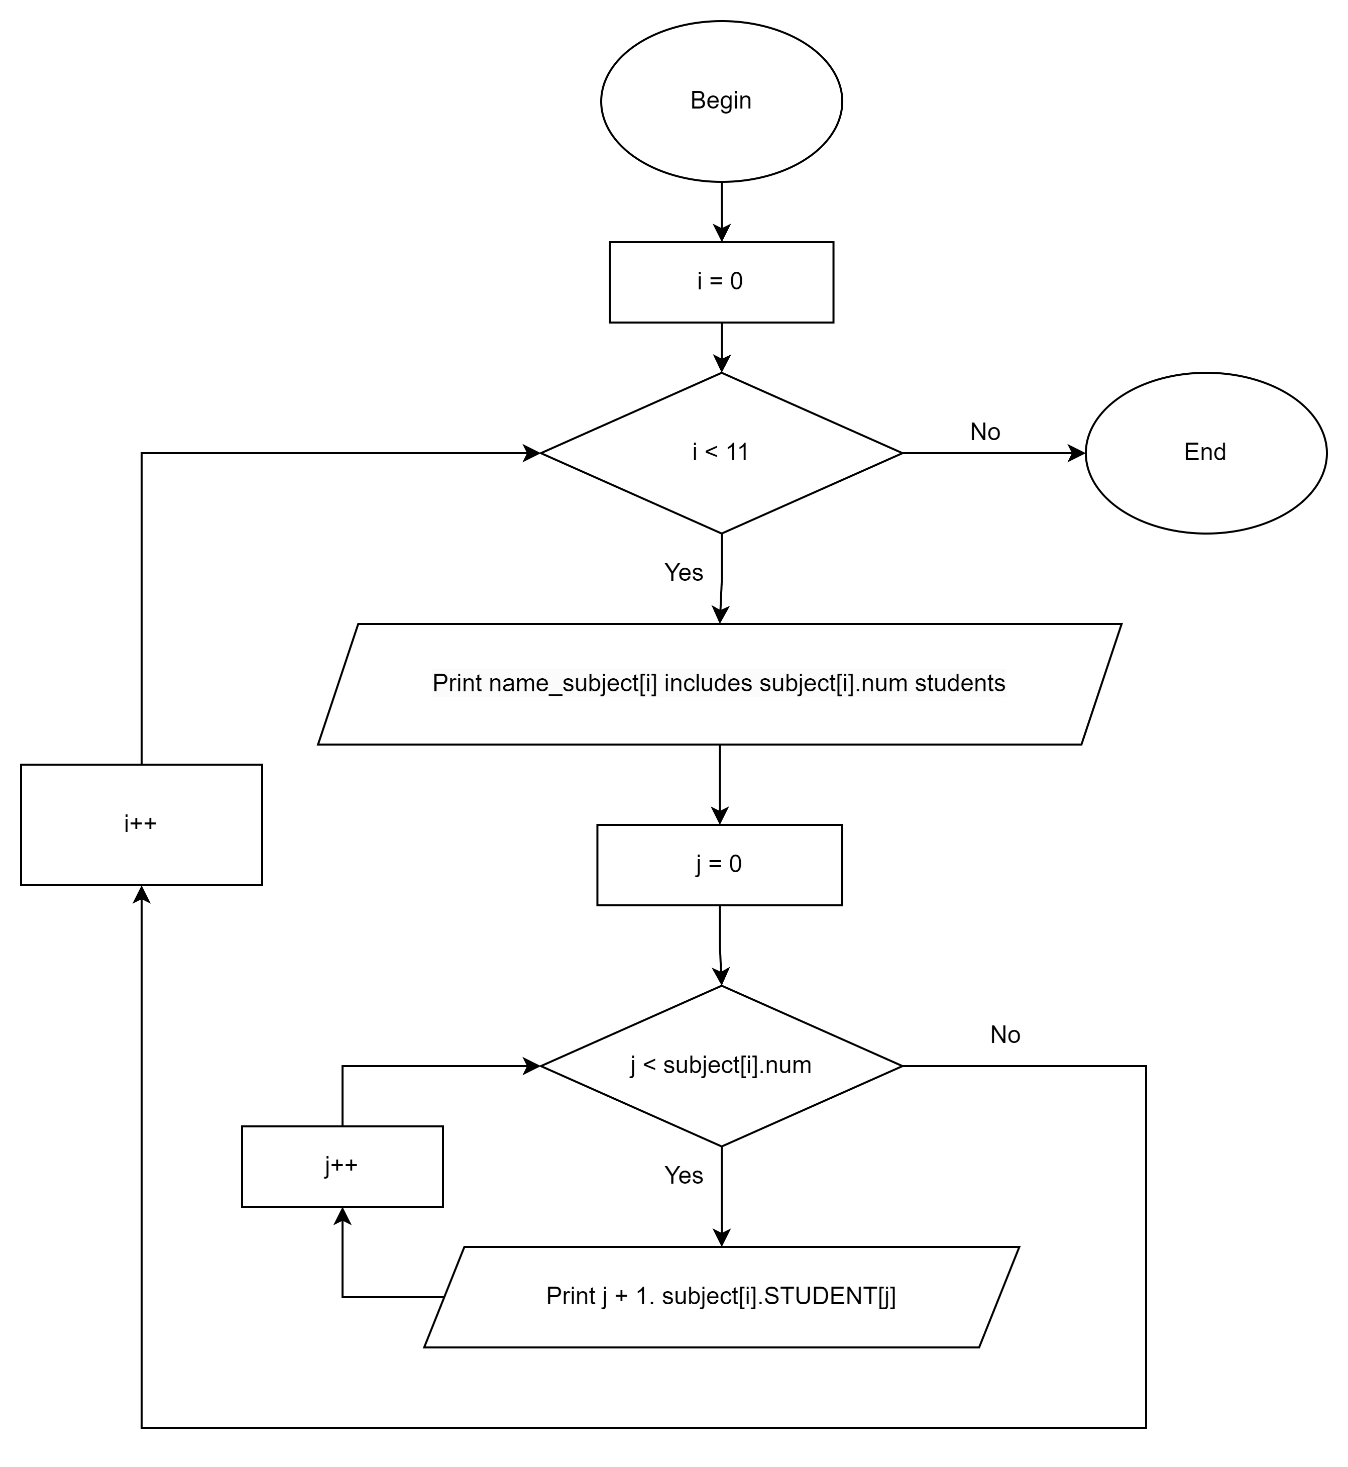 Begin
i = 0
i < 11
No
End
Yes
Print name_subject[i] includes subject[i].num students
i++
j = 0
j < subject[i].num
No
j++
Yes
Print j + 1. subject[i].STUDENT[j]